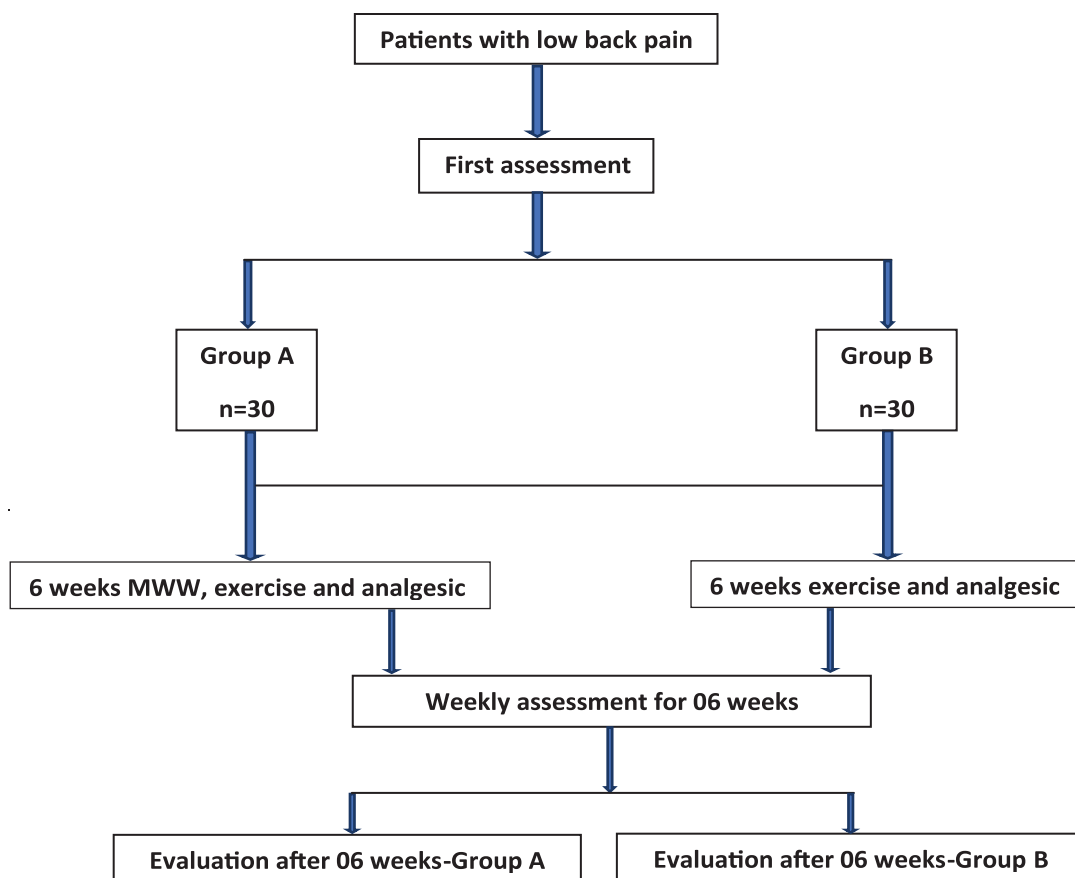 Patients with low back pain
First assessment
Group A
n=30
Group B
n=30
6 weeks MWW, exercise and analgesic
6 weeks exercise and analgesic
Weekly assessment for 06 weeks
Evaluation after 06 weeks-Group A
Evaluation after 06 weeks-Group B